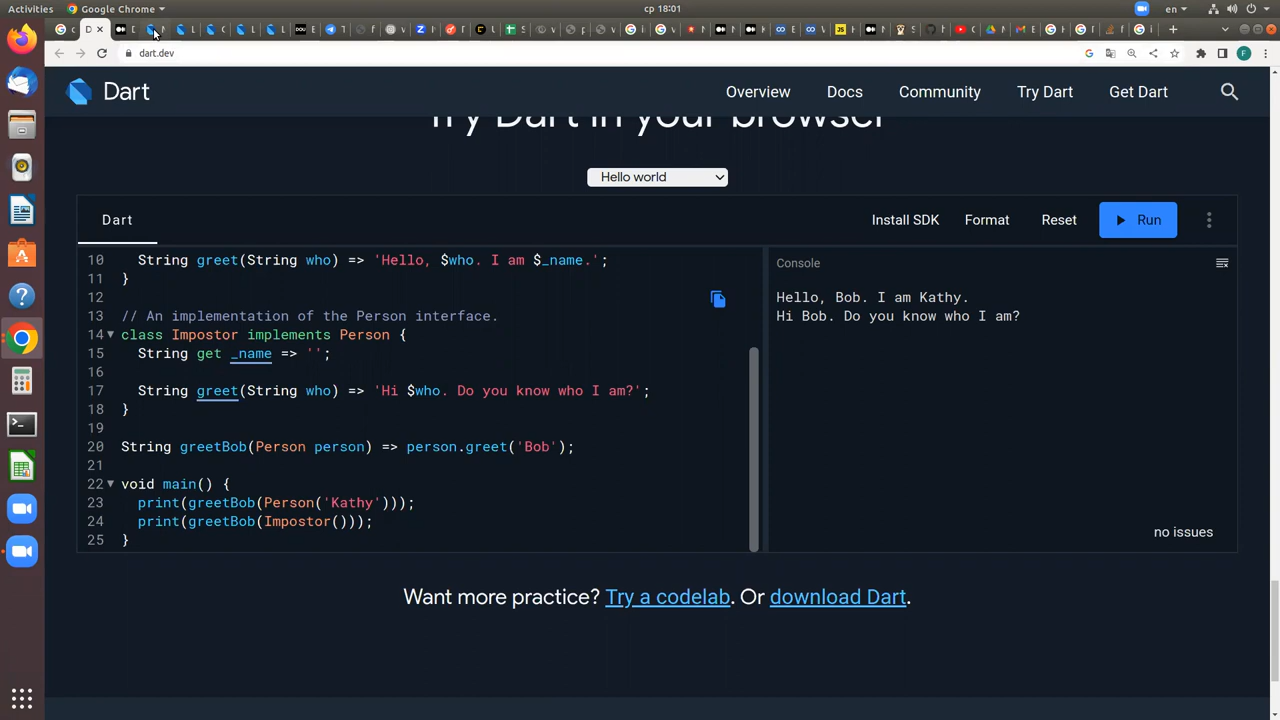 Activities
Google Chrome
ср 18:01
en
D
dart.dev
F
Dart
Overview
Docs
Community
Try Dart
Get Dart
Try Dart in your browser
Hello world
Dart
Install SDK
Format
Reset
Run
10 String greet(String who) => 'Hello, $who. I am $_name.';
11 }
12
13 // An implementation of the Person interface.
14 class Impostor implements Person {
15 String get _name => '';
16
17 String greet(String who) => 'Hi $who. Do you know who I am?';
18 }
19
20 String greetBob(Person person) => person.greet('Bob');
21
22 void main() {
23 print(greetBob(Person('Kathy')));
24 print(greetBob(Impostor()));
25 }
Console
Hello, Bob. I am Kathy.
Hi Bob. Do you know who I am?
no issues
Want more practice? Try a codelab. Or download Dart.